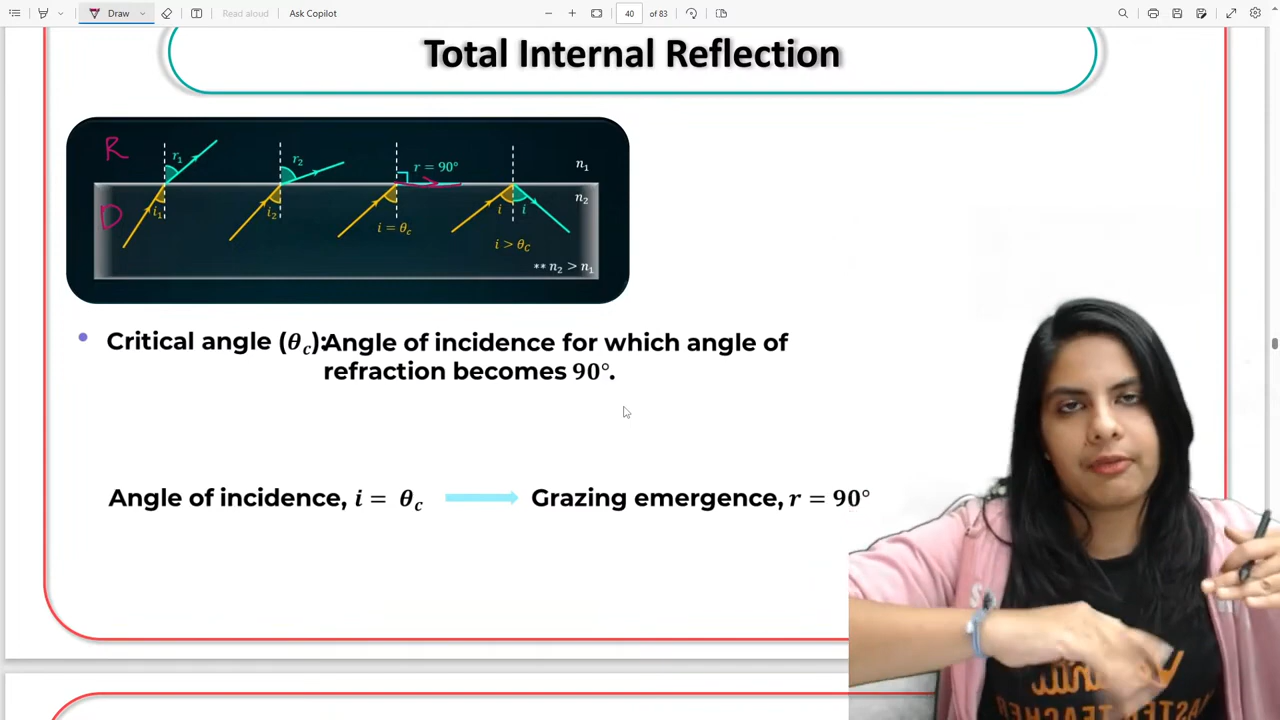 Draw
Read aloud
Ask Copilot
40 of 83
Total Internal Reflection
R
r₁
r₂
r = 90°
n₁
D
i₁
i₂
i = θc
i i
n₂
i > θC
** n₂ > n₁
Critical angle (θc): Angle of incidence for which angle of
refraction becomes 90°.
Angle of incidence, i = θc
Grazing emergence, r = 90°
MASTER TEACHER